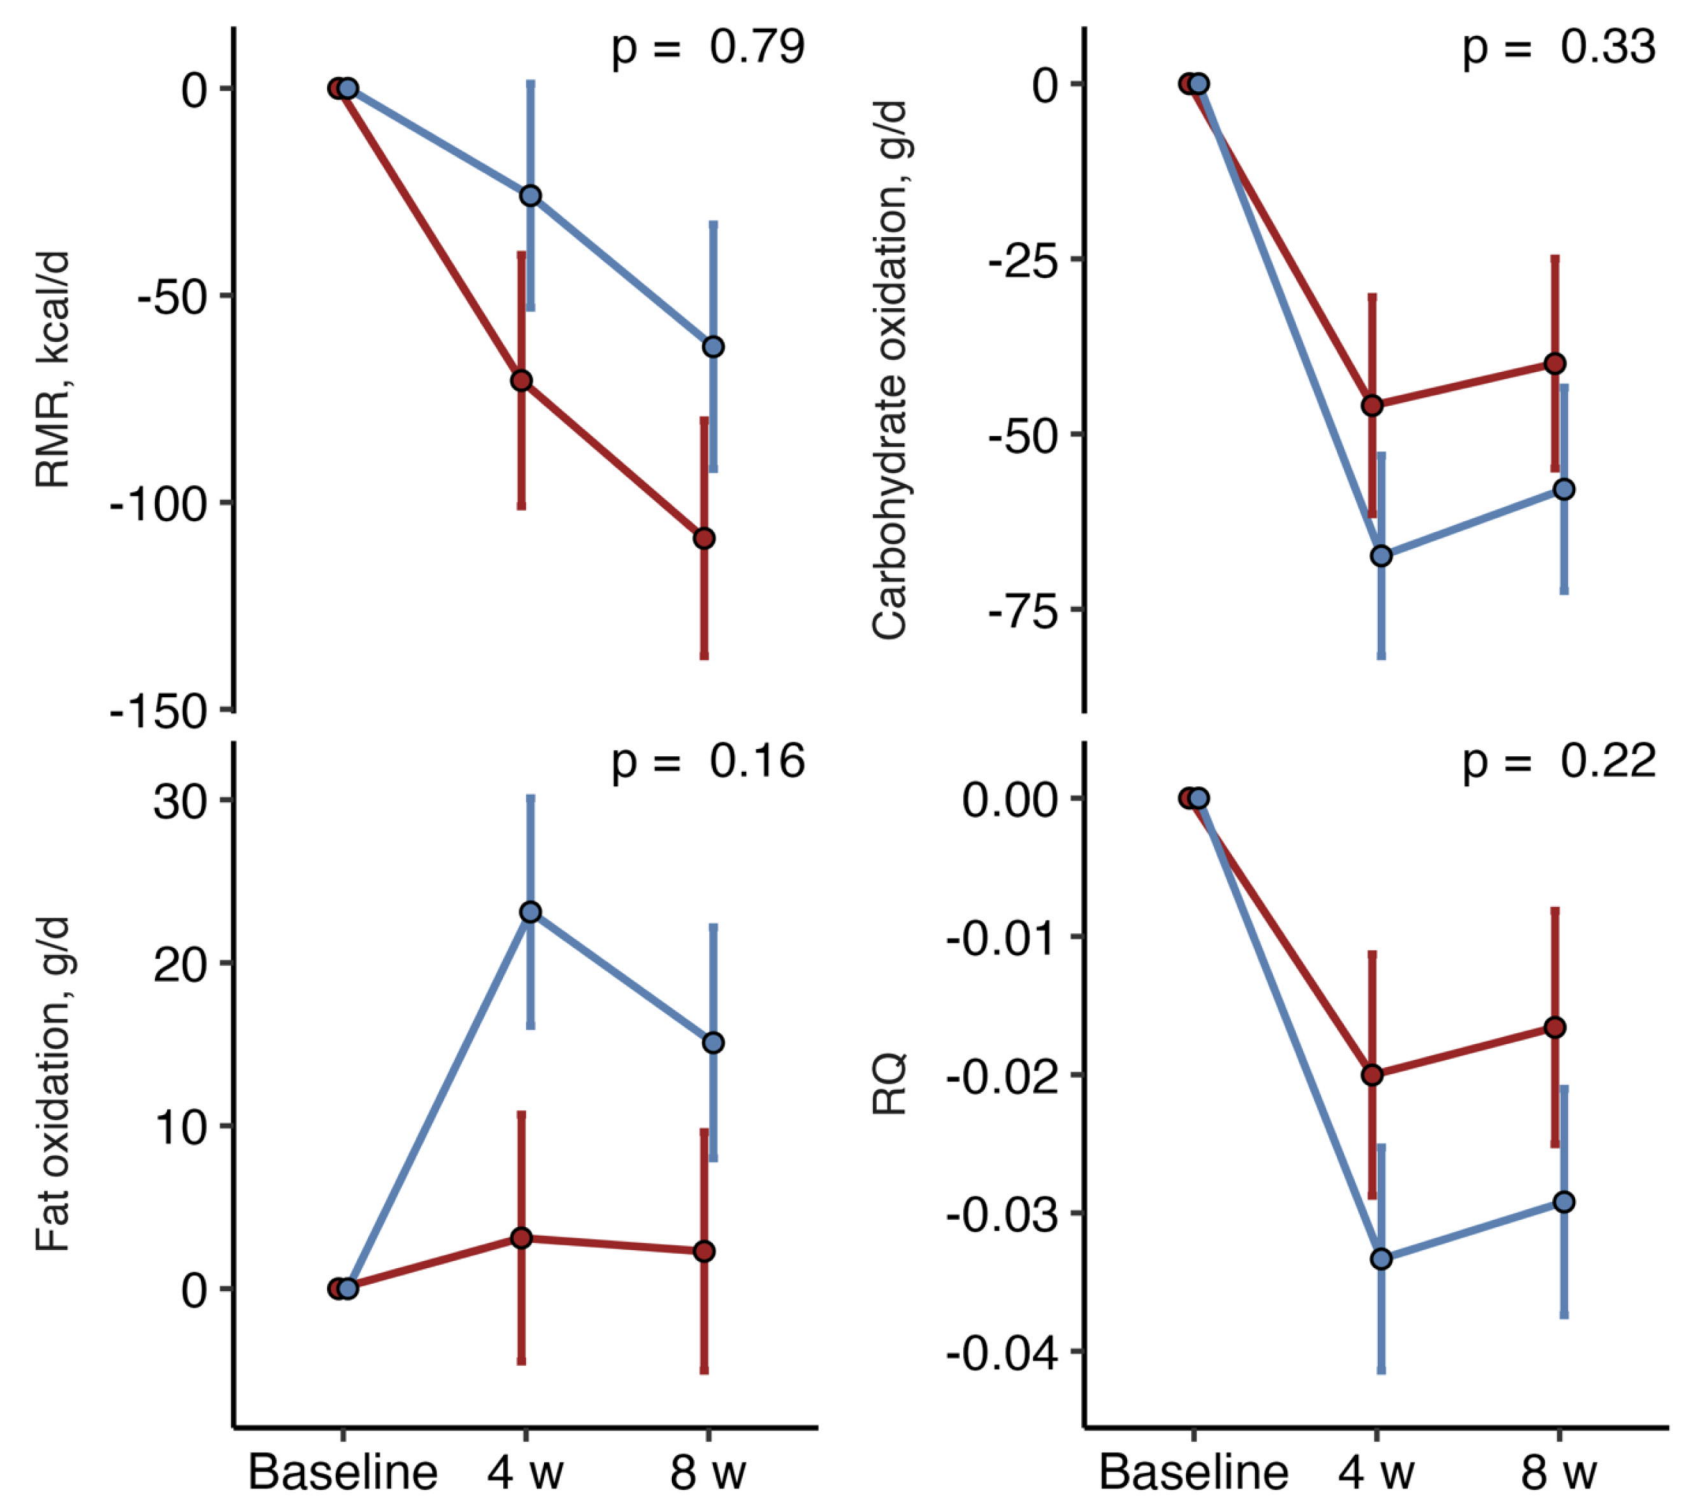 p = 0.79
0
-50
-100
-150
RMR, kcal/d
p = 0.33
0
-25
-50
-75
Carbohydrate oxidation, g/d
p = 0.16
30
20
10
0
Fat oxidation, g/d
Baseline 4 w 8 w
p = 0.22
0.00
-0.01
-0.02
-0.03
-0.04
RQ
Baseline 4 w 8 w